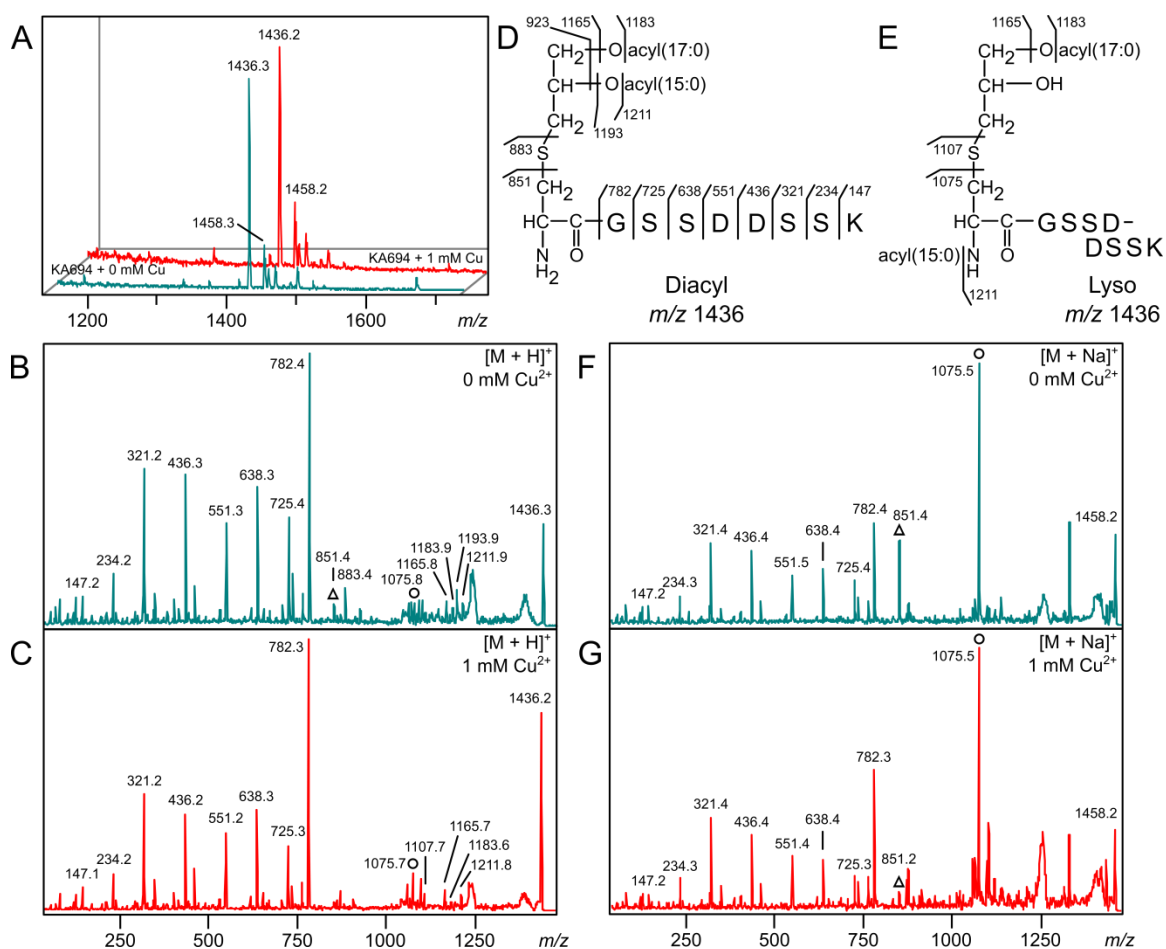 A
1436.2
1436.3
1458.2
1458.3
KA694 + 1 mM Cu
KA694 + 0 mM Cu
1200
1400
1600
m/z
D
923
1165
1183
CH2
O
acyl(17:0)
CH
O
acyl(15:0)
1211
CH2
1193
883
S
851
CH2
782
725
638
551
436
321
234
147
HC
C
G
S
S
D
D
S
S
K
O
NH2
Diacyl
m/z 1436
E
1165
1183
CH2
O
acyl(17:0)
CH
OH
CH2
1107
S
1075
CH2
HC
C
GSSD–
DSSK
acyl(15:0)
NH
O
1211
Lyso
m/z 1436
B
[M + H]+
0 mM Cu2+
782.4
321.2
436.3
638.3
551.3
725.4
1436.3
234.2
147.2
851.4
883.4
1075.8
1165.8
1183.9
1193.9
1211.9
C
[M + H]+
1 mM Cu2+
782.3
1436.2
321.2
436.2
638.3
551.2
725.3
234.2
147.1
1075.7
1107.7
1165.7
1183.6
1211.8
250
500
750
1000
1250
m/z
F
[M + Na]+
0 mM Cu2+
1075.5
321.4
436.4
551.5
638.4
725.4
782.4
851.4
1458.2
234.3
147.2
G
[M + Na]+
1 mM Cu2+
1075.5
782.3
321.4
436.4
551.4
638.4
725.3
851.2
1458.2
234.3
147.2
250
500
750
1000
1250
m/z